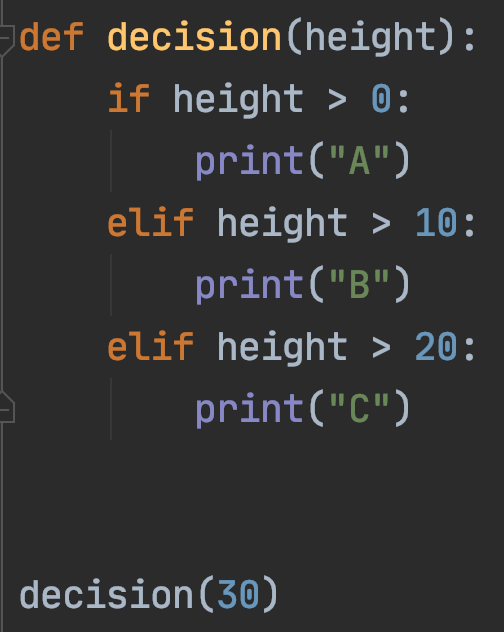 def decision(height):
    if height > 0:
        print("A")
    elif height > 10:
        print("B")
    elif height > 20:
        print("C")
decision(30)